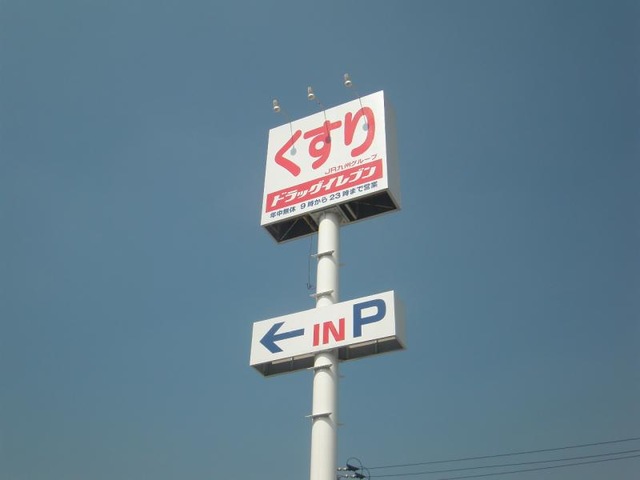 くすり
JR九州グループ
ドラッグイレブン
年中無休 9時から23時まで営業
← IN P